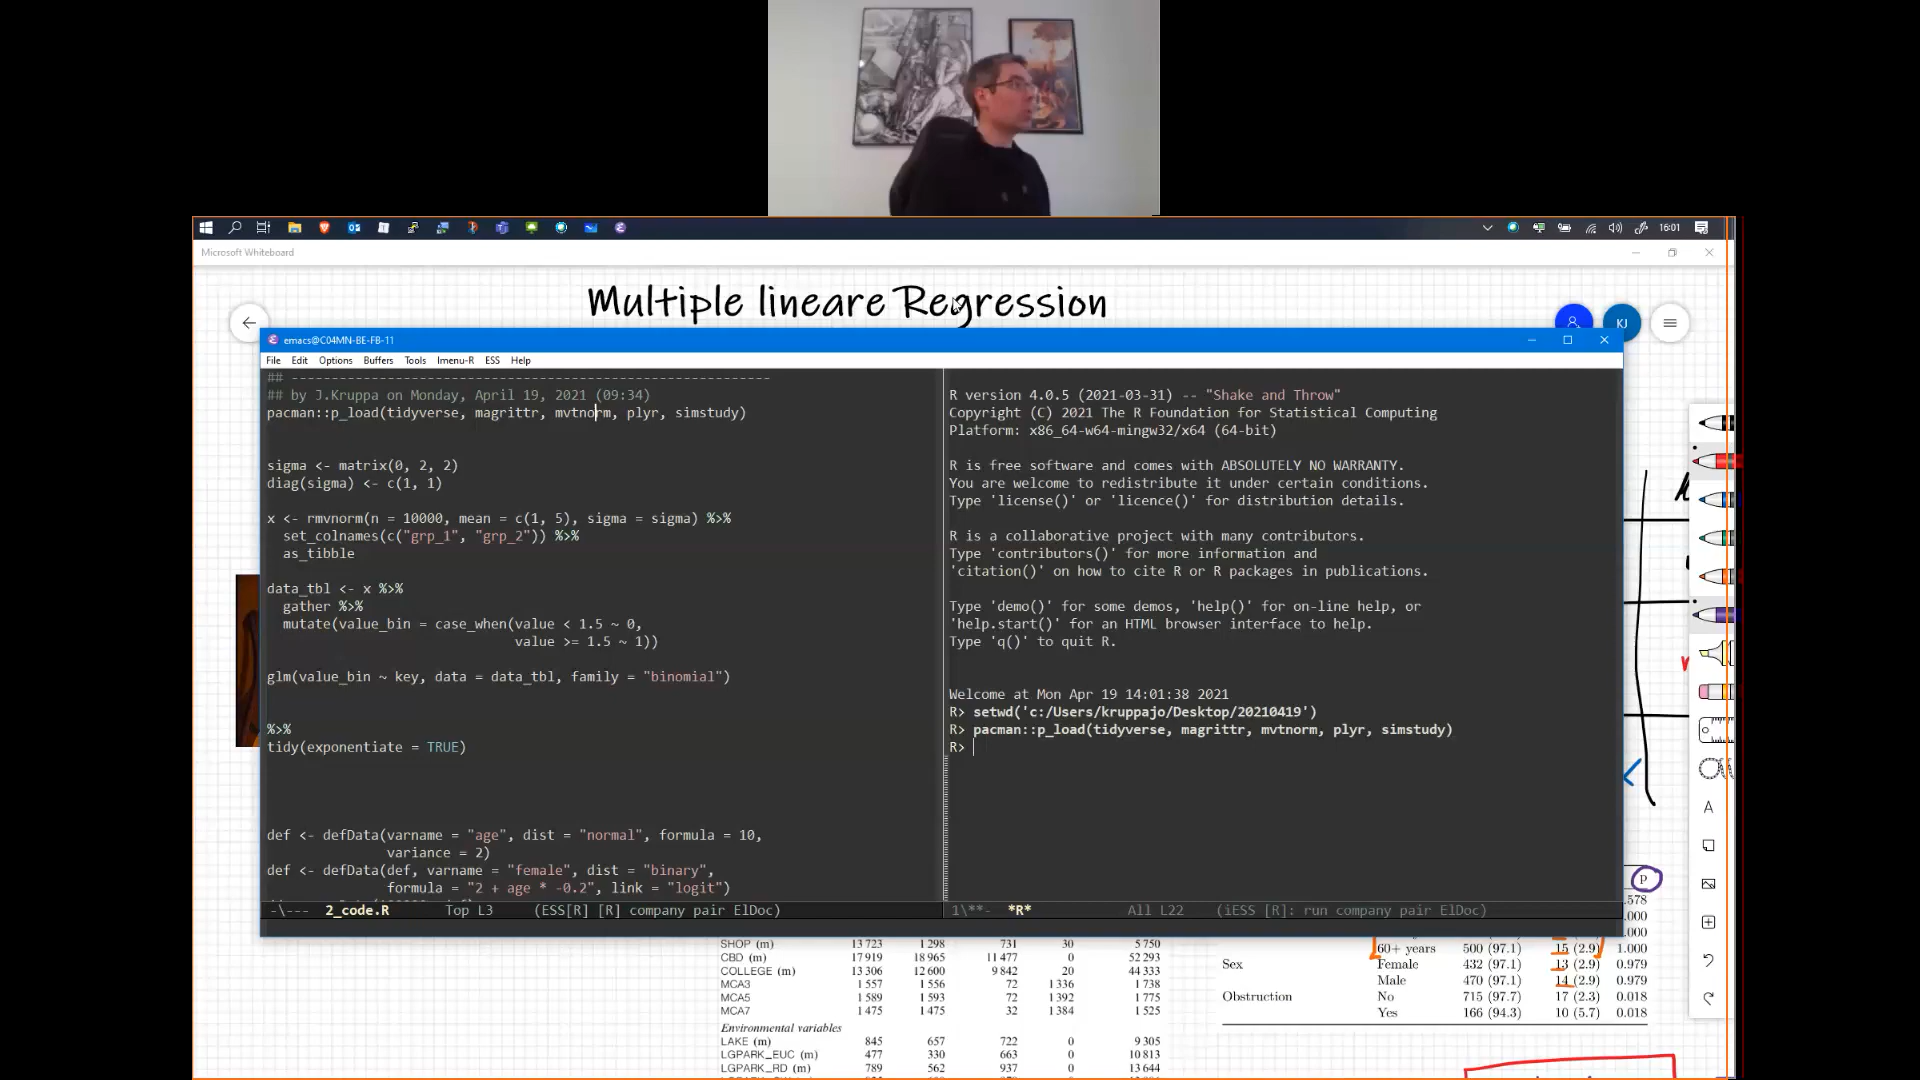 16:01
Microsoft Whiteboard
Multiple lineare Regression
KJ
emacs@C04MN-BE-FB-11
File Edit Options Buffers Tools Imenu-R ESS Help
## ------------------------------------------------------------
## by J.Kruppa on Monday, April 19, 2021 (09:34)
pacman::p_load(tidyverse, magrittr, mvtnorm, plyr, simstudy)
sigma <- matrix(0, 2, 2)
diag(sigma) <- c(1, 1)
x <- rmvnorm(n = 10000, mean = c(1, 5), sigma = sigma) %>%
set_colnames(c("grp_1", "grp_2")) %>%
as_tibble
data_tbl <- x %>%
gather %>%
mutate(value_bin = case_when(value < 1.5 ~ 0,
value >= 1.5 ~ 1))
glm(value_bin ~ key, data = data_tbl, family = "binomial")
%>%
tidy(exponentiate = TRUE)
def <- defData(varname = "age", dist = "normal", formula = 10,
variance = 2)
def <- defData(def, varname = "female", dist = "binary",
formula = "2 + age * -0.2", link = "logit")
-\--- 2_code.R Top L3 (ESS[R] [R] company pair ElDoc)
R version 4.0.5 (2021-03-31) -- "Shake and Throw"
Copyright (C) 2021 The R Foundation for Statistical Computing
Platform: x86_64-w64-mingw32/x64 (64-bit)
R is free software and comes with ABSOLUTELY NO WARRANTY.
You are welcome to redistribute it under certain conditions.
Type 'license()' or 'licence()' for distribution details.
R is a collaborative project with many contributors.
Type 'contributors()' for more information and
'citation()' on how to cite R or R packages in publications.
Type 'demo()' for some demos, 'help()' for on-line help, or
'help.start()' for an HTML browser interface to help.
Type 'q()' to quit R.
Welcome at Mon Apr 19 14:01:38 2021
R> setwd('c:/Users/kruppajo/Desktop/20210419')
R> pacman::p_load(tidyverse, magrittr, mvtnorm, plyr, simstudy)
R>
1\**- *R* All L22 (iESS [R]: run company pair ElDoc)
P
.578
.000
.000
SHOP (m) 13 723 1 298 731 30 5 750
CBD (m) 17 919 18 965 11 477 0 52 293
COLLEGE (m) 13 306 12 600 9 842 20 44 333
MCA3 1 557 1 556 72 1 336 1 738
MCA5 1 589 1 593 72 1 392 1 775
MCA7 1 475 1 475 32 1 384 1 525
Environmental variables
LAKE (m) 845 657 722 0 9 305
LGPARK_EUC (m) 477 330 663 0 10 813
LGPARK_RD (m) 789 562 937 0 13 644
60+ years 500 (97.1) 15 (2.9) 1.000
Sex Female 432 (97.1) 13 (2.9) 0.979
Male 470 (97.1) 14 (2.9) 0.979
Obstruction No 715 (97.7) 17 (2.3) 0.018
Yes 166 (94.3) 10 (5.7) 0.018